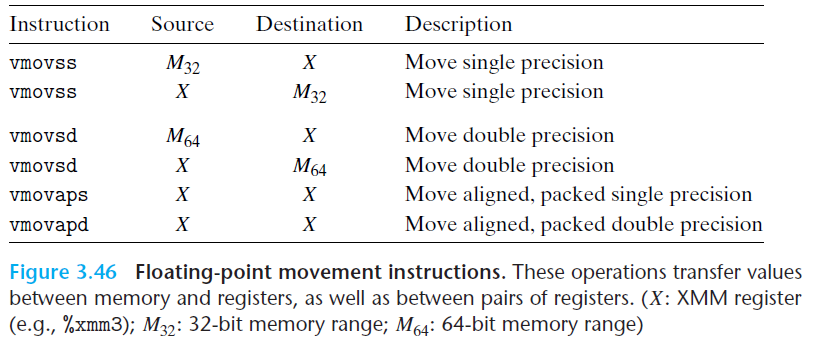 Instruction Source Destination Description
vmovss M32 X Move single precision
vmovss X M32 Move single precision
vmovsd M64 X Move double precision
vmovsd X M64 Move double precision
vmovaps X X Move aligned, packed single precision
vmovapd X X Move aligned, packed double precision
Figure 3.46 Floating-point movement instructions. These operations transfer values
between memory and registers, as well as between pairs of registers. (X: XMM register
(e.g., %xmm3); M32: 32-bit memory range; M64: 64-bit memory range)